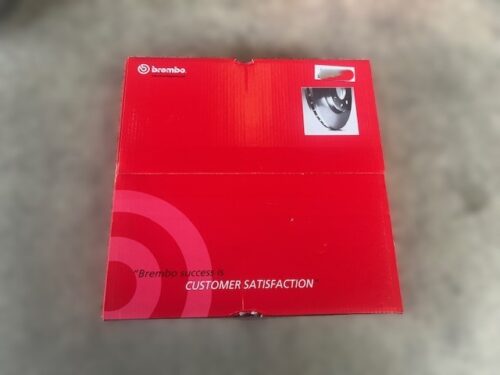 brembo.
"Brembo success is
CUSTOMER SATISFACTION